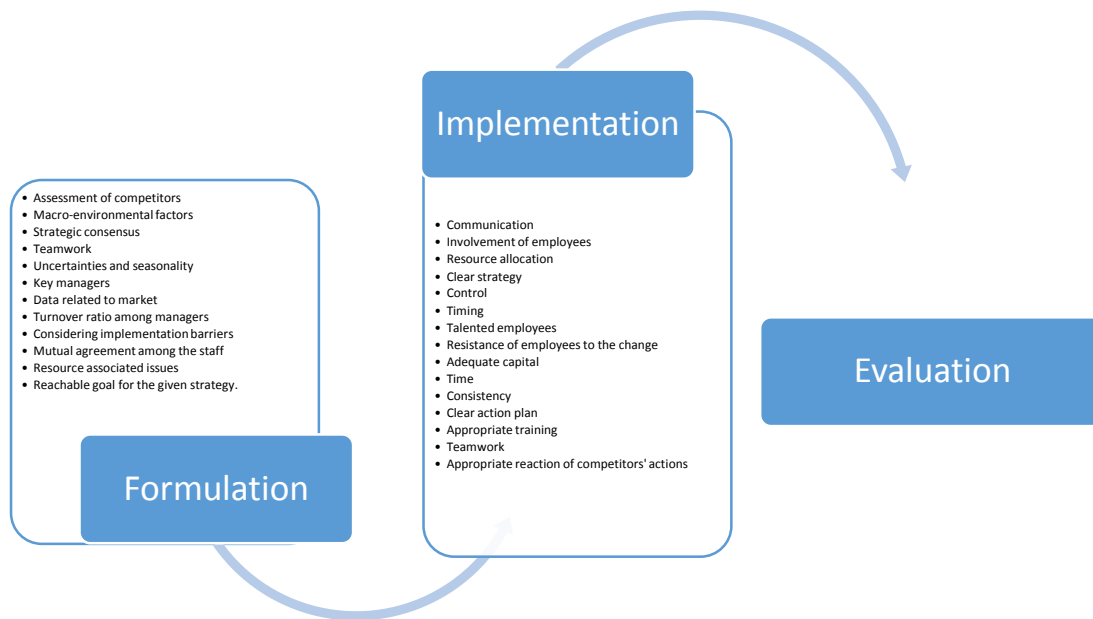 • Assessment of competitors
• Macro-environmental factors
• Strategic consensus
• Teamwork
• Uncertainties and seasonality
• Key managers
• Data related to market
• Turnover ratio among managers
• Considering implementation barriers
• Mutual agreement among the staff
• Resource associated issues
• Reachable goal for the given strategy.
Formulation
Implementation
• Communication
• Involvement of employees
• Resource allocation
• Clear strategy
• Control
• Timing
• Talented employees
• Resistance of employees to the change
• Adequate capital
• Time
• Consistency
• Clear action plan
• Appropriate training
• Teamwork
• Appropriate reaction of competitors' actions
Evaluation